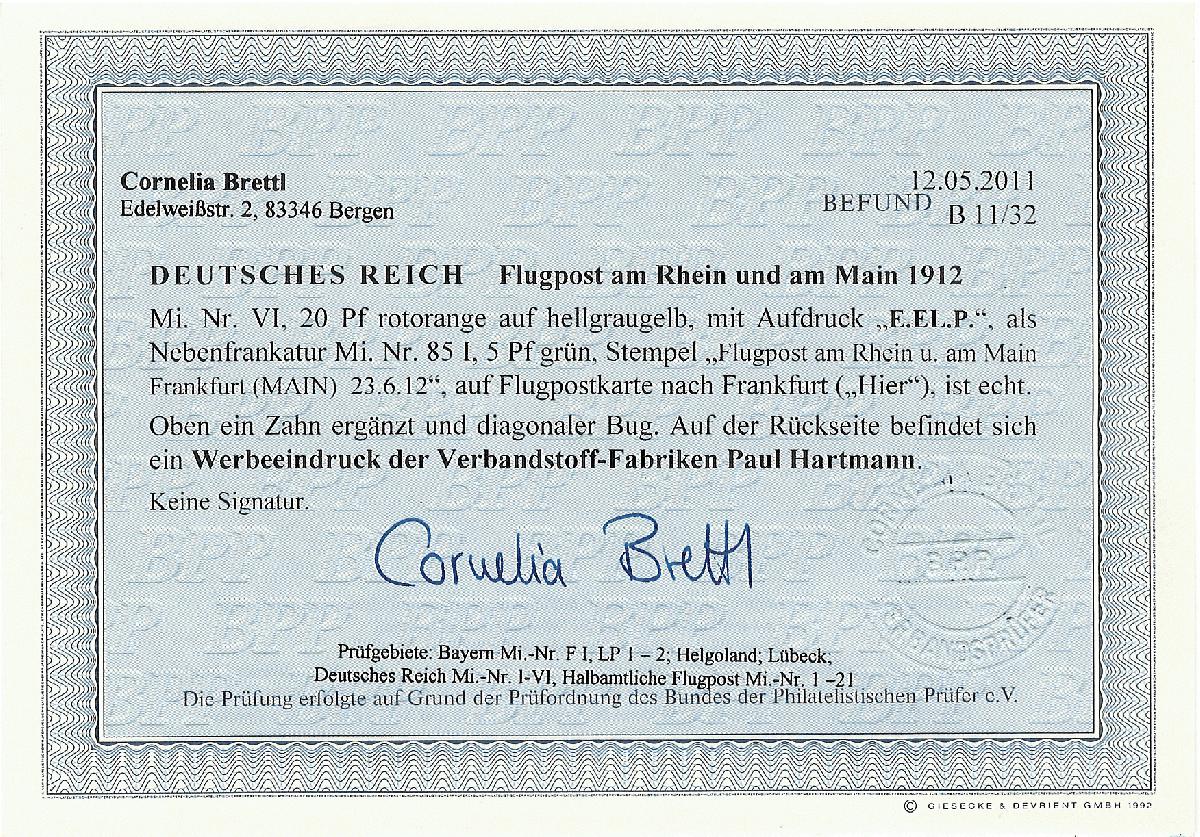 Cornelia Brettl
Edelweißstr. 2, 83346 Bergen
12.05.2011
BEFUND B 11/32
DEUTSCHES REICH Flugpost am Rhein und am Main 1912
Mi. Nr. VI, 20 Pf rotorange auf hellgraugelb, mit Aufdruck „E.EL.P.“, als
Nebenfrankatur Mi. Nr. 85 I, 5 Pf grün, Stempel „Flugpost am Rhein u. am Main
Frankfurt (MAIN) 23.6.12“, auf Flugpostkarte nach Frankfurt („Hier“), ist echt.
Oben ein Zahn ergänzt und diagonaler Bug. Auf der Rückseite befindet sich
ein Werbeeindruck der Verbandstoff-Fabriken Paul Hartmann.
Keine Signatur.
Cornelia Brettl
BPP
VERBANDSPRÜFER
Prüfgebiete: Bayern Mi.-Nr. F I, LP 1 – 2; Helgoland; Lübeck;
Deutsches Reich Mi.-Nr. I-VI, Halbamtliche Flugpost Mi.-Nr. 1 –21
Die Prüfung erfolgte auf Grund der Prüfordnung des Bundes der Philatelistischen Prüfer e.V.
© GIESECKE & DEVRIENT GMBH 1992